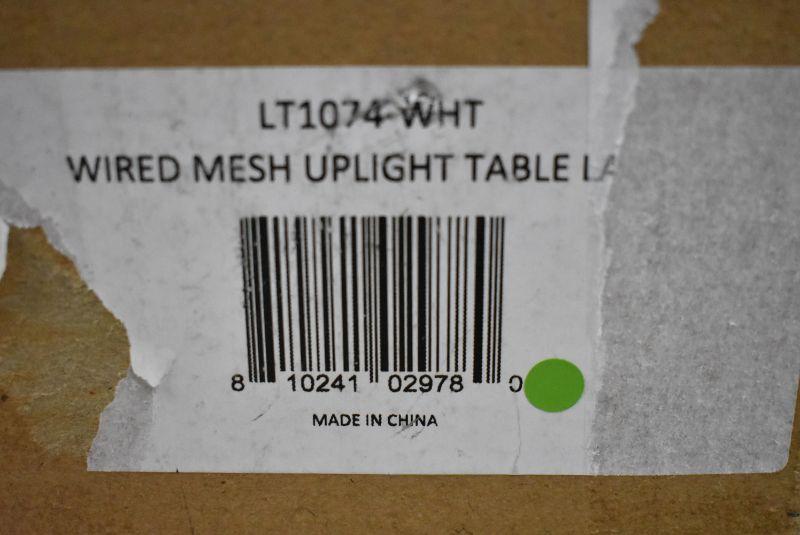 LT1074-WHT
WIRED MESH UPLIGHT TABLE LA
8 10241 02978 0
MADE IN CHINA